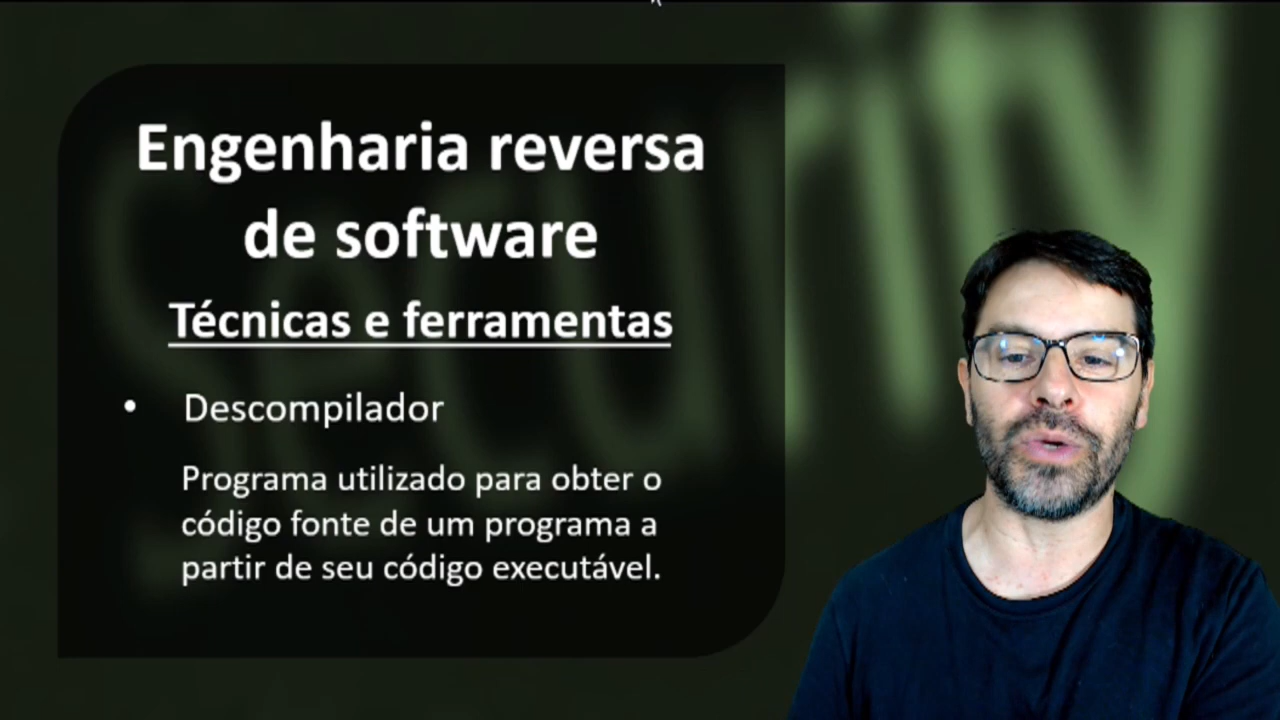 Engenharia reversa
de software
Técnicas e ferramentas
• Descompilador
Programa utilizado para obter o
código fonte de um programa a
partir de seu código executável.